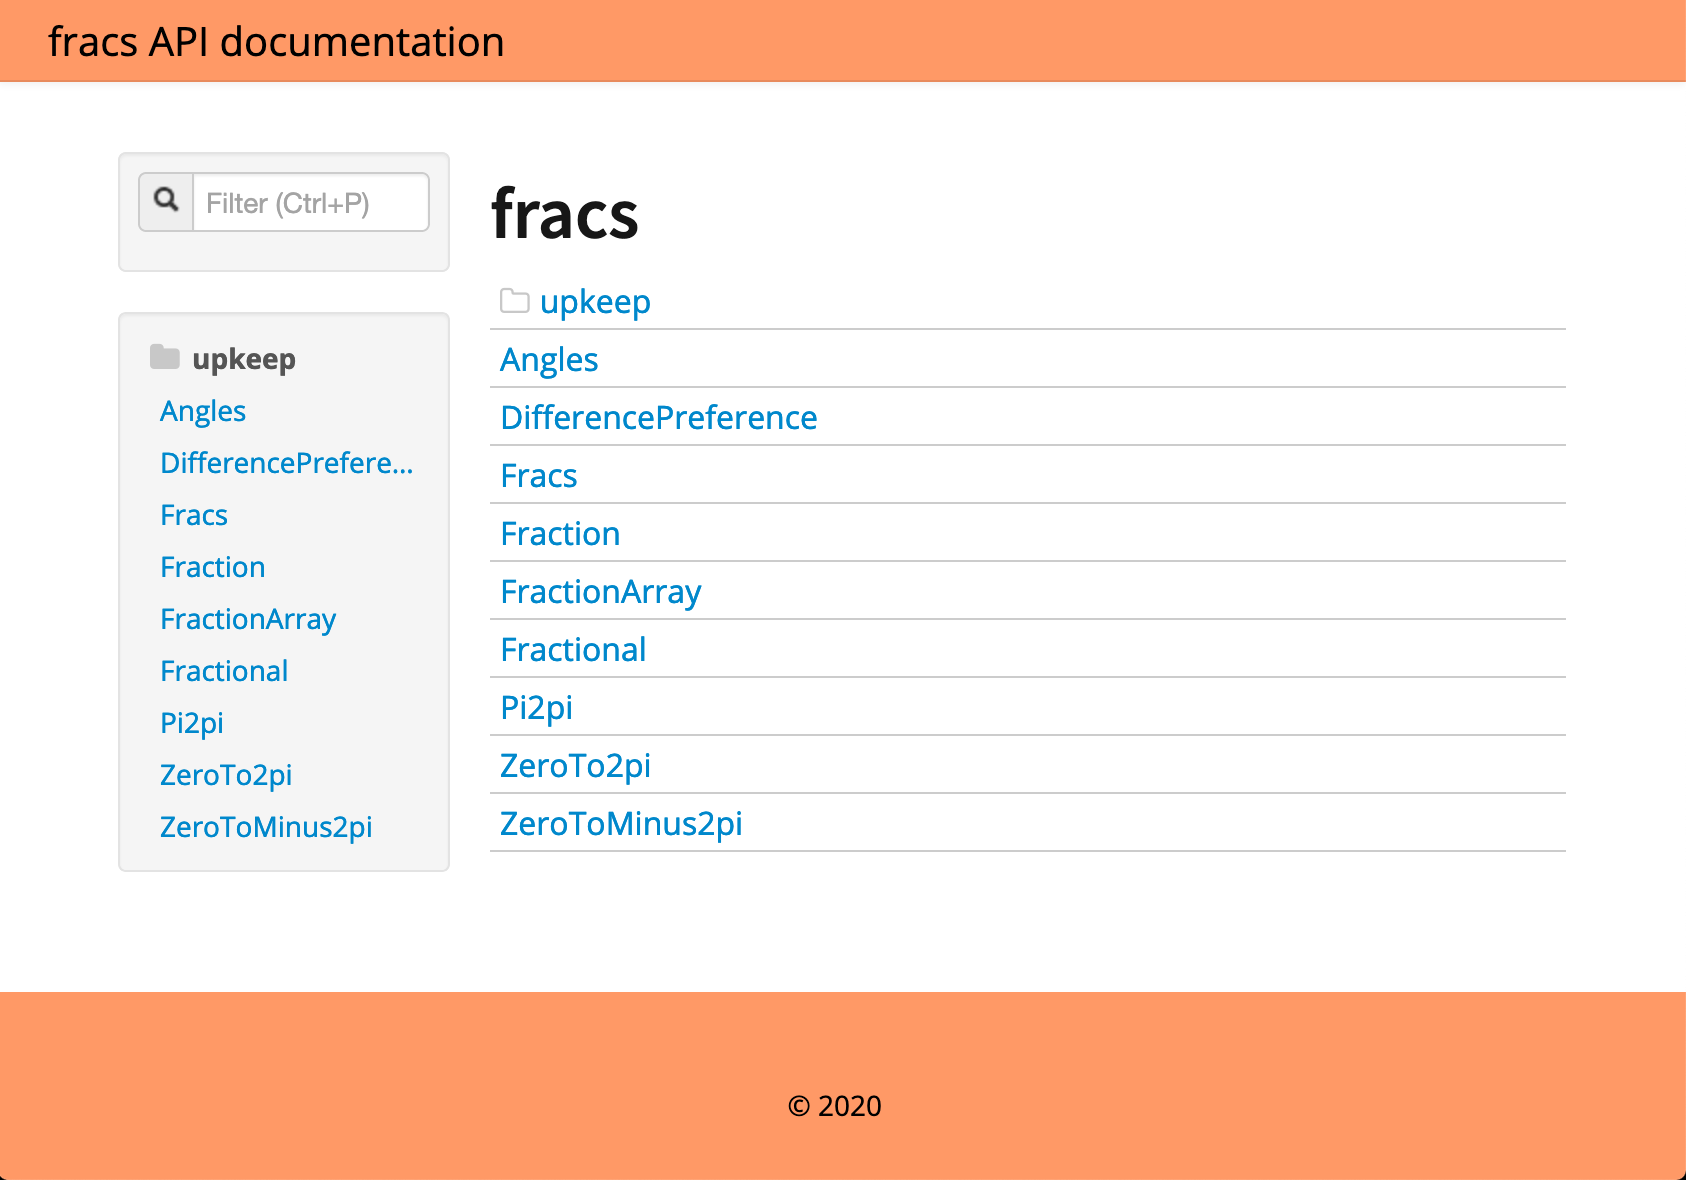 fracs API documentation
Filter (Ctrl+P)
upkeep
Angles
DifferencePrefere...
Fracs
Fraction
FractionArray
Fractional
Pi2pi
ZeroTo2pi
ZeroToMinus2pi
fracs
upkeep
Angles
DifferencePreference
Fracs
Fraction
FractionArray
Fractional
Pi2pi
ZeroTo2pi
ZeroToMinus2pi
© 2020